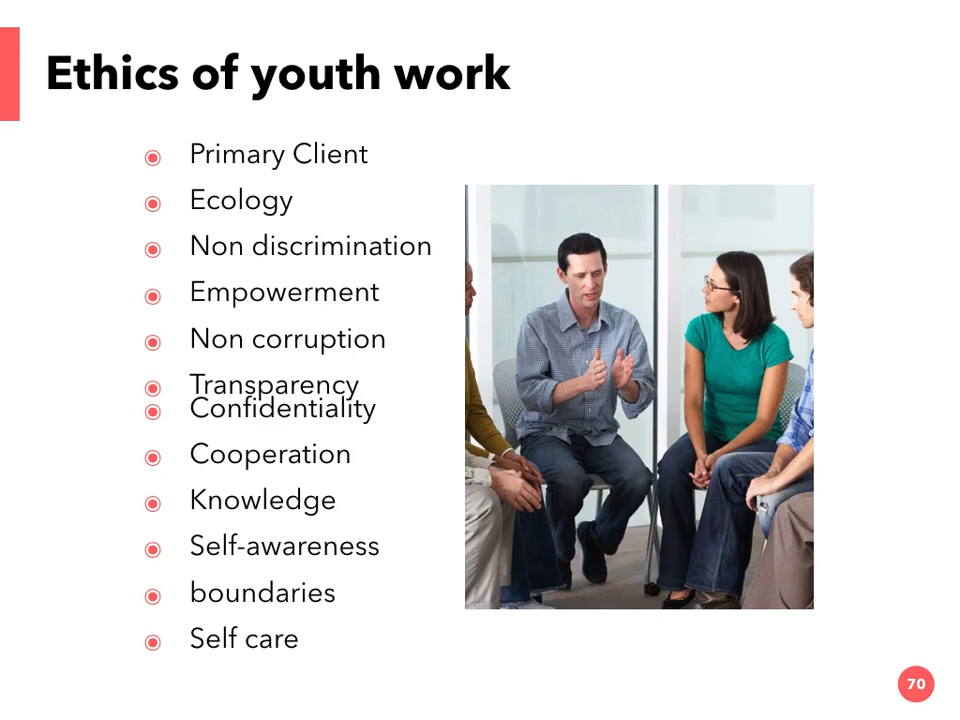 Ethics of youth work
Primary Client
Ecology
Non discrimination
Empowerment
Non corruption
Transparency
Confidentiality
Cooperation
Knowledge
Self-awareness
boundaries
Self care
70